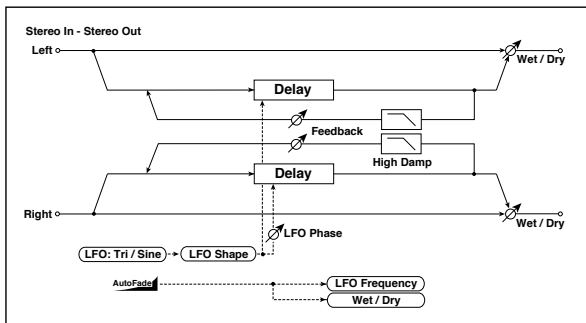 Stereo In - Stereo Out
Left
Wet / Dry
Delay
Feedback
High Damp
Delay
Right
LFO Phase
Wet / Dry
LFO: Tri / Sine
LFO Shape
AutoFade
LFO Frequency
Wet / Dry